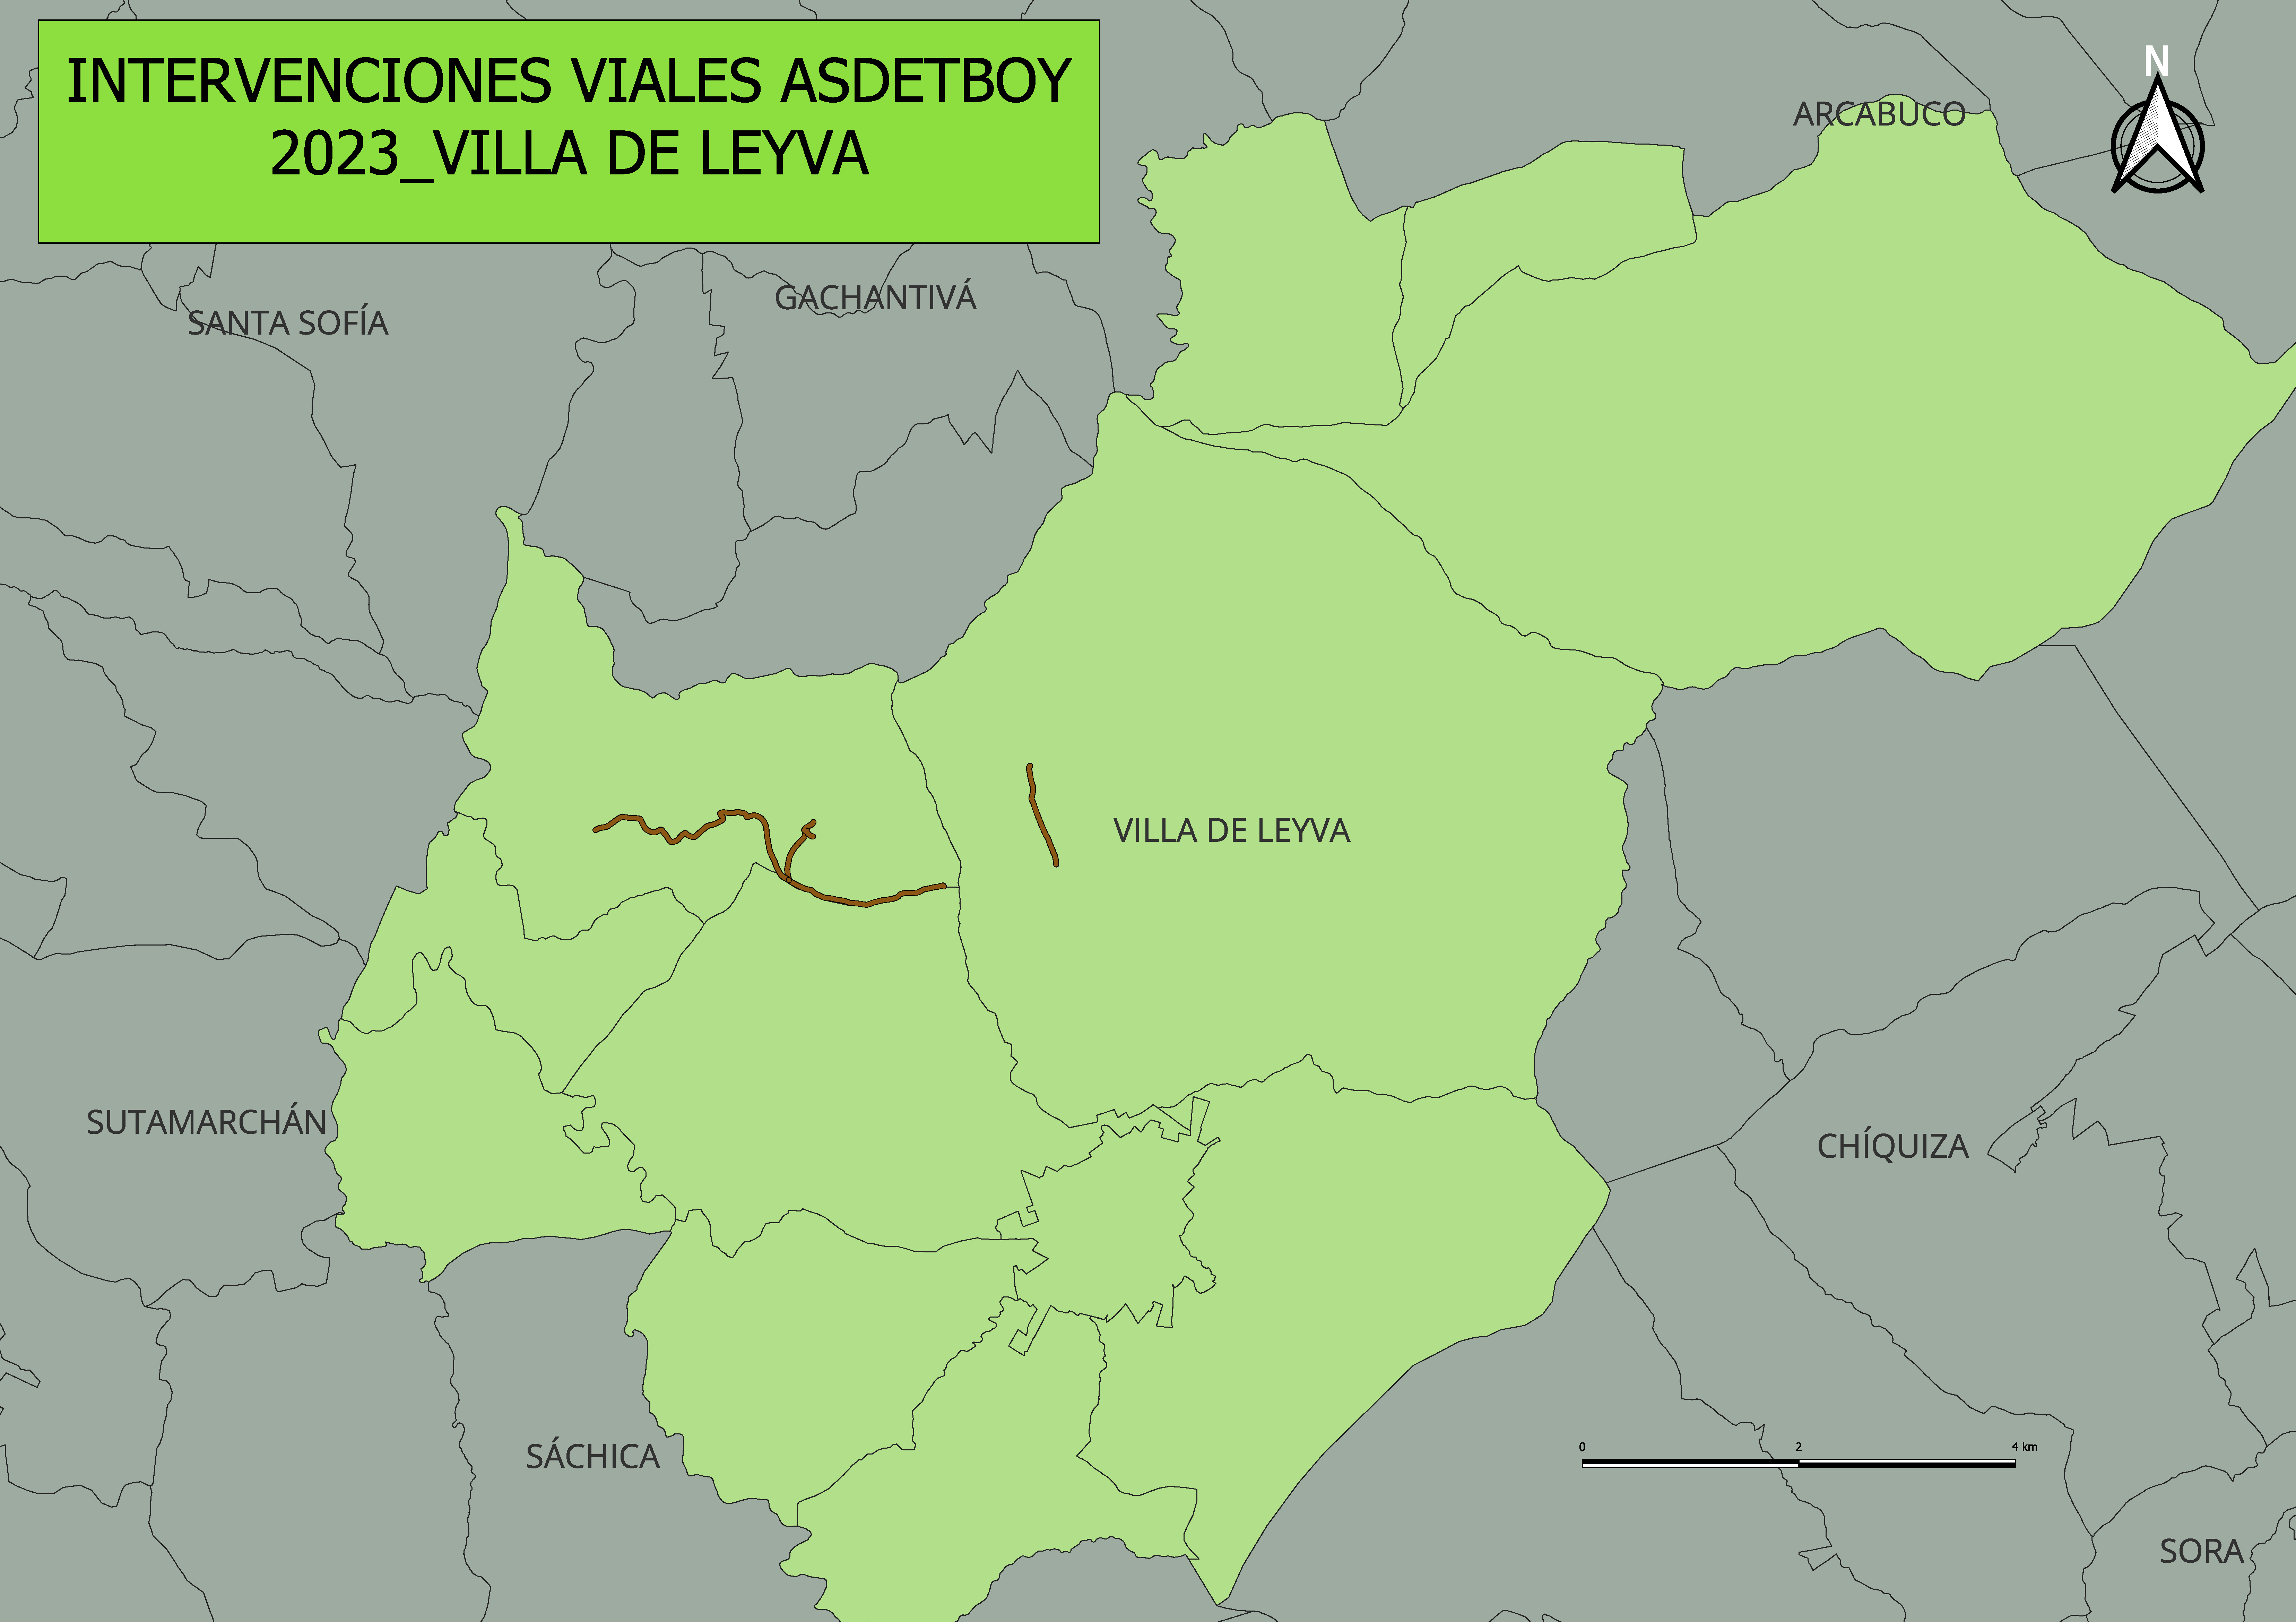 INTERVENCIONES VIALES ASDETBOY
2023_VILLA DE LEYVA
N
ARCABUCO
GACHANTIVÁ
SANTA SOFÍA
VILLA DE LEYVA
SUTAMARCHÁN
CHÍQUIZA
SÁCHICA
0 2 4 km
SORA